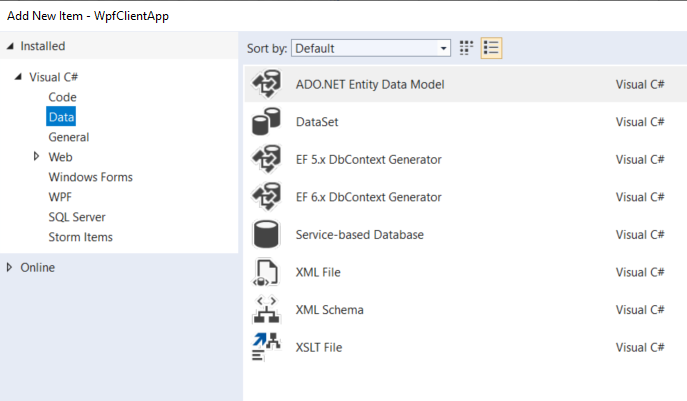 Add New Item - WpfClientApp
Installed
Sort by: Default
Visual C#
Code
Data
General
Web
Windows Forms
WPF
SQL Server
Storm Items
Online
ADO.NET Entity Data Model Visual C#
DataSet Visual C#
EF 5.x DbContext Generator Visual C#
EF 6.x DbContext Generator Visual C#
Service-based Database Visual C#
XML File Visual C#
XML Schema Visual C#
XSLT File Visual C#